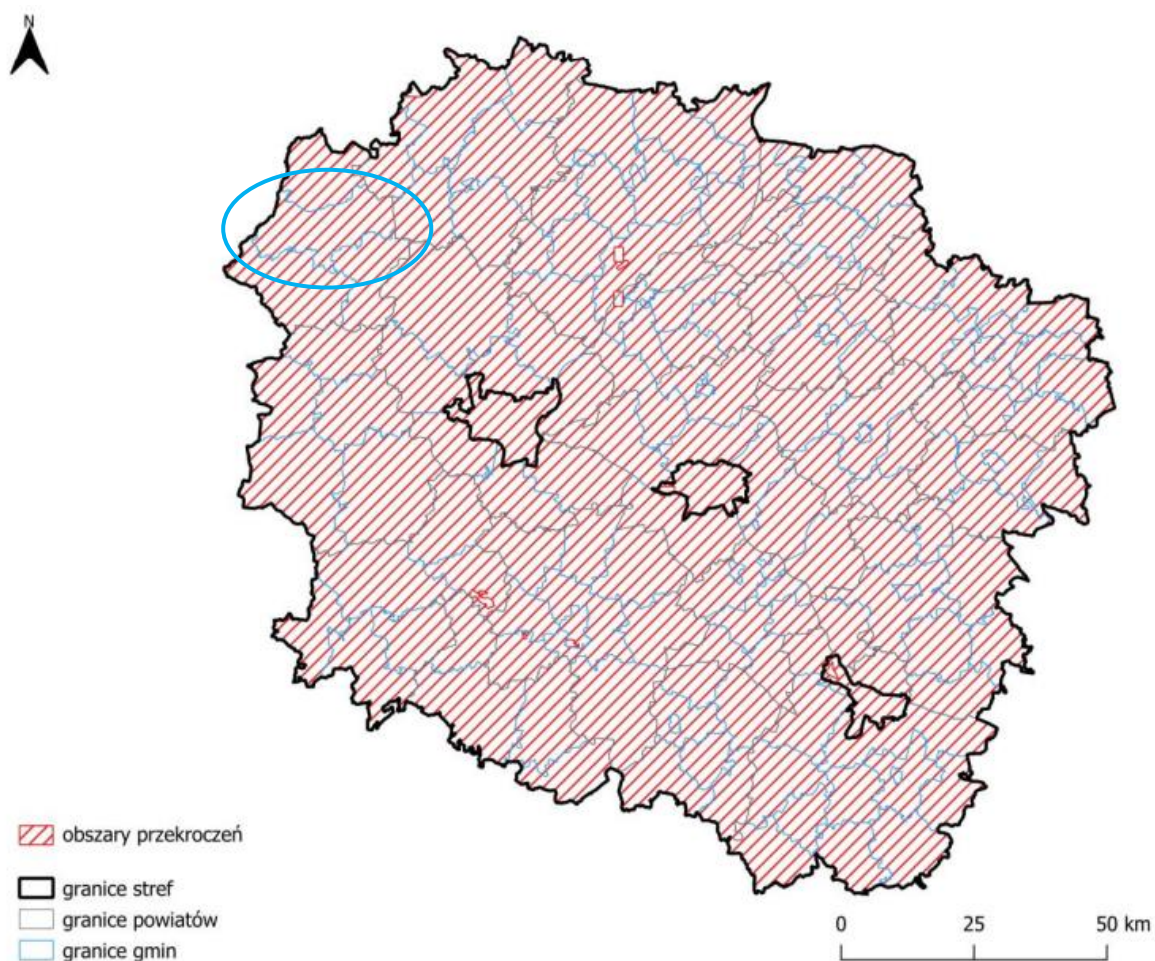 N
obszary przekroczeń
granice stref
granice powiatów
granice gmin
0 25 50 km